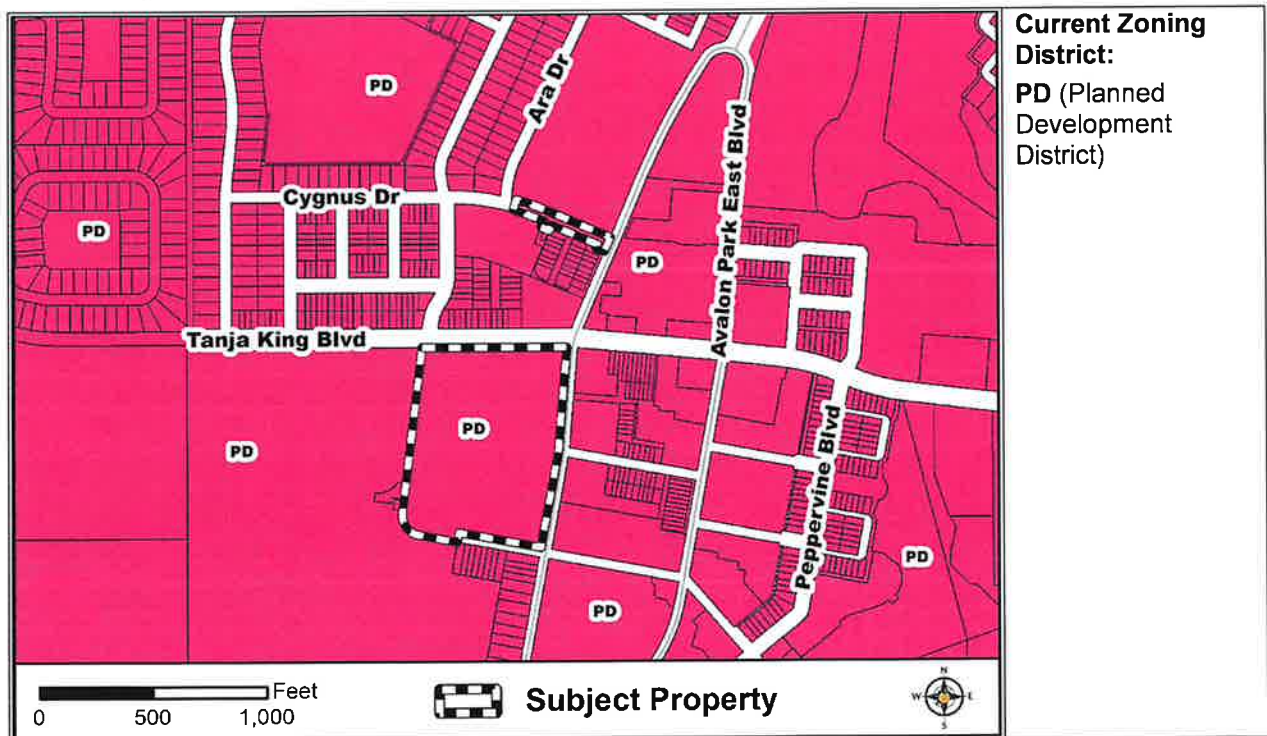 Current Zoning
District:
PD (Planned
Development
District)
PD
Ara Dr
Cygnus Dr
PD
PD
Avalon Park East Blvd
Tanja King Blvd
PD
PD
Peppervine Blvd
PD
PD
0 500 1,000 Feet
Subject Property
N
W E
S